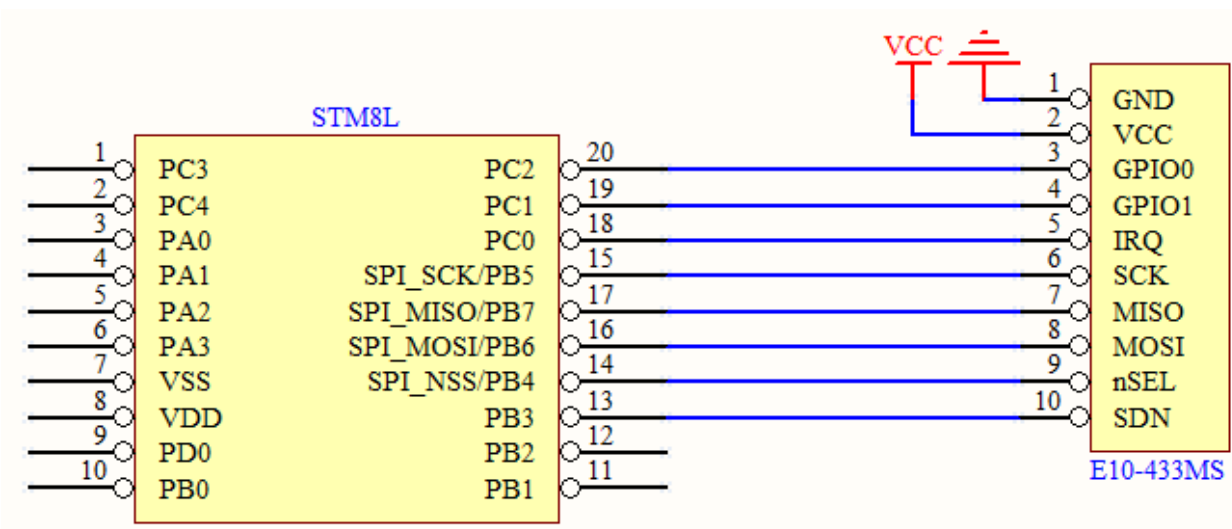 VCC
STM8L
1 GND
2 VCC
1 PC3 PC2 20 3 GPIO0
2 PC4 PC1 19 4 GPIO1
3 PA0 PC0 18 5 IRQ
4 PA1 SPI_SCK/PB5 15 6 SCK
5 PA2 SPI_MISO/PB7 17 7 MISO
6 PA3 SPI_MOSI/PB6 16 8 MOSI
7 VSS SPI_NSS/PB4 14 9 nSEL
8 VDD PB3 13 10 SDN
9 PD0 PB2 12
10 PB0 PB1 11
E10-433MS